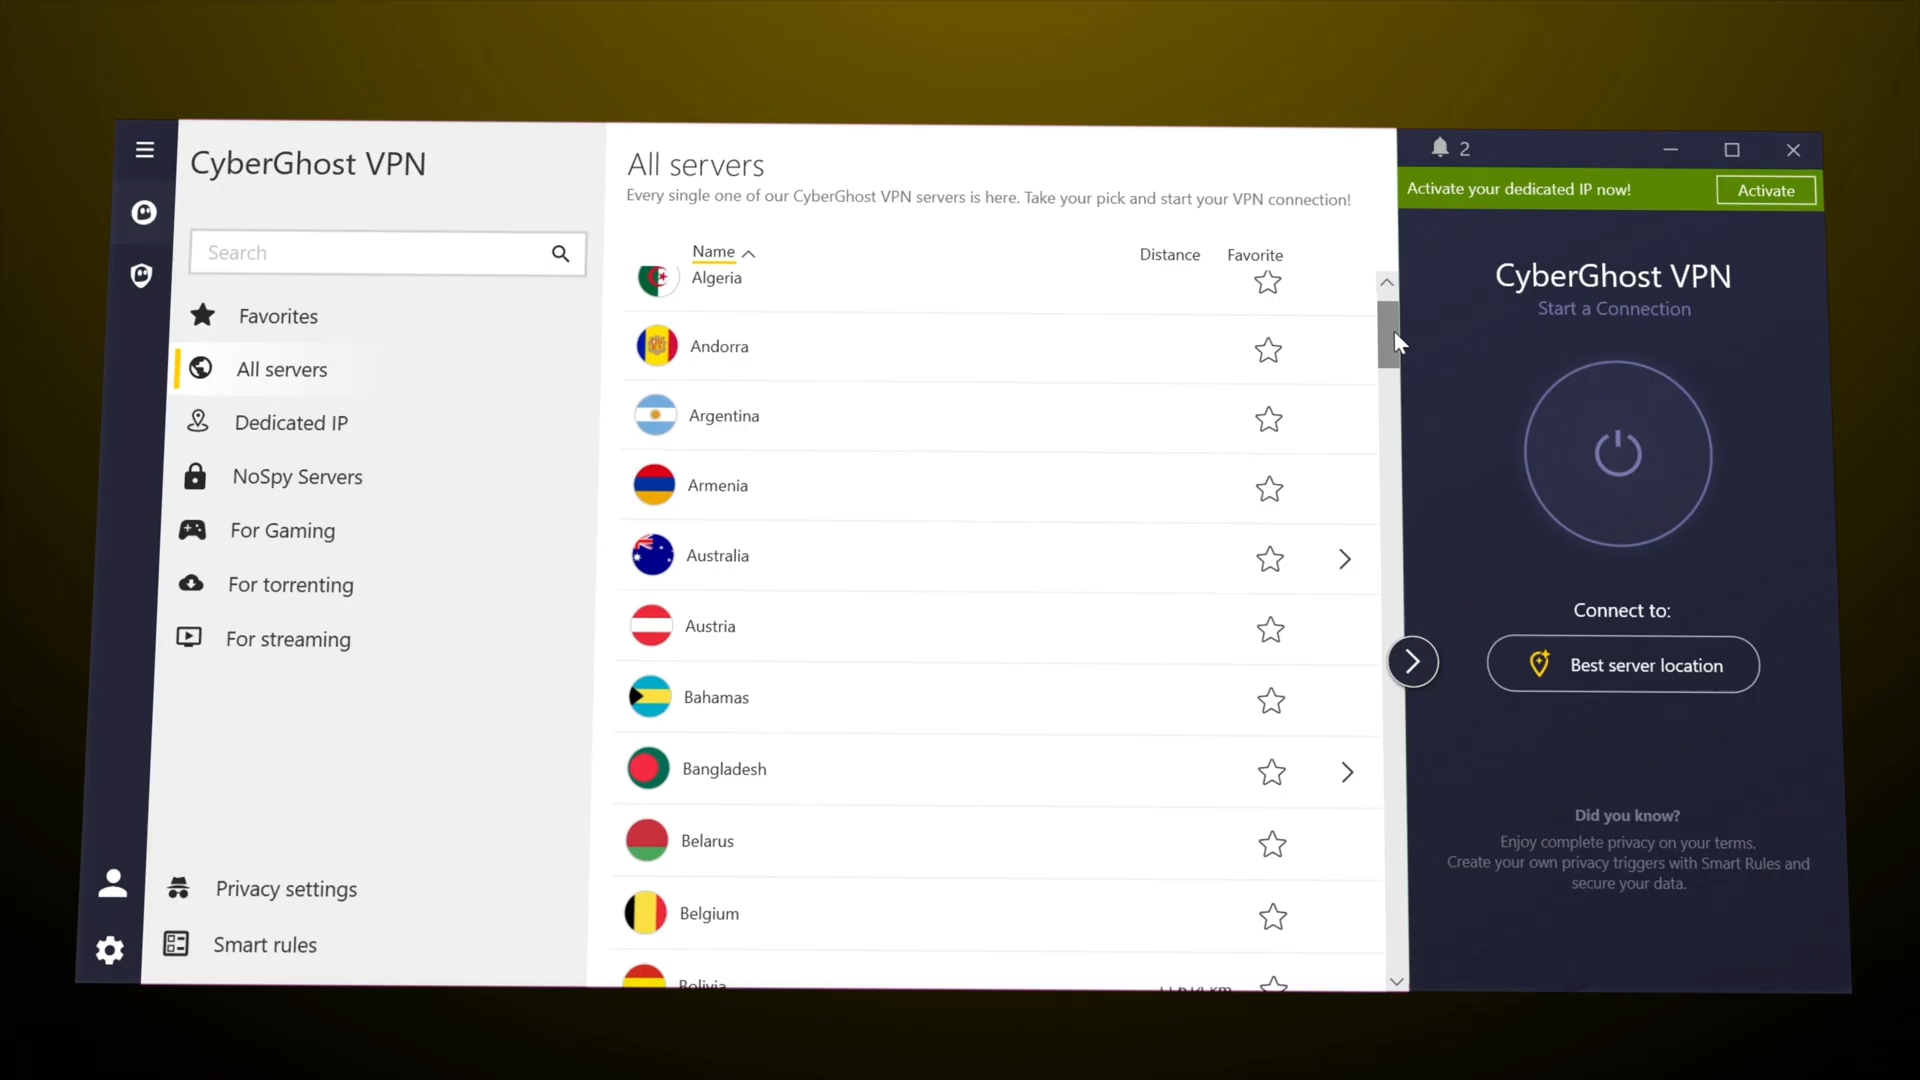 CyberGhost VPN
Search
Favorites
All servers
Dedicated IP
NoSpy Servers
For Gaming
For torrenting
For streaming
Privacy settings
Smart rules
All servers
Every single one of our CyberGhost VPN servers is here. Take your pick and start your VPN connection!
Name Distance Favorite
Algeria
Andorra
Argentina
Armenia
Australia
Austria
Bahamas
Bangladesh
Belarus
Belgium
Bolivia
2
Activate your dedicated IP now! Activate
CyberGhost VPN
Start a Connection
Connect to:
Best server location
Did you know?
Enjoy complete privacy on your terms.
Create your own privacy triggers with Smart Rules and
secure your data.